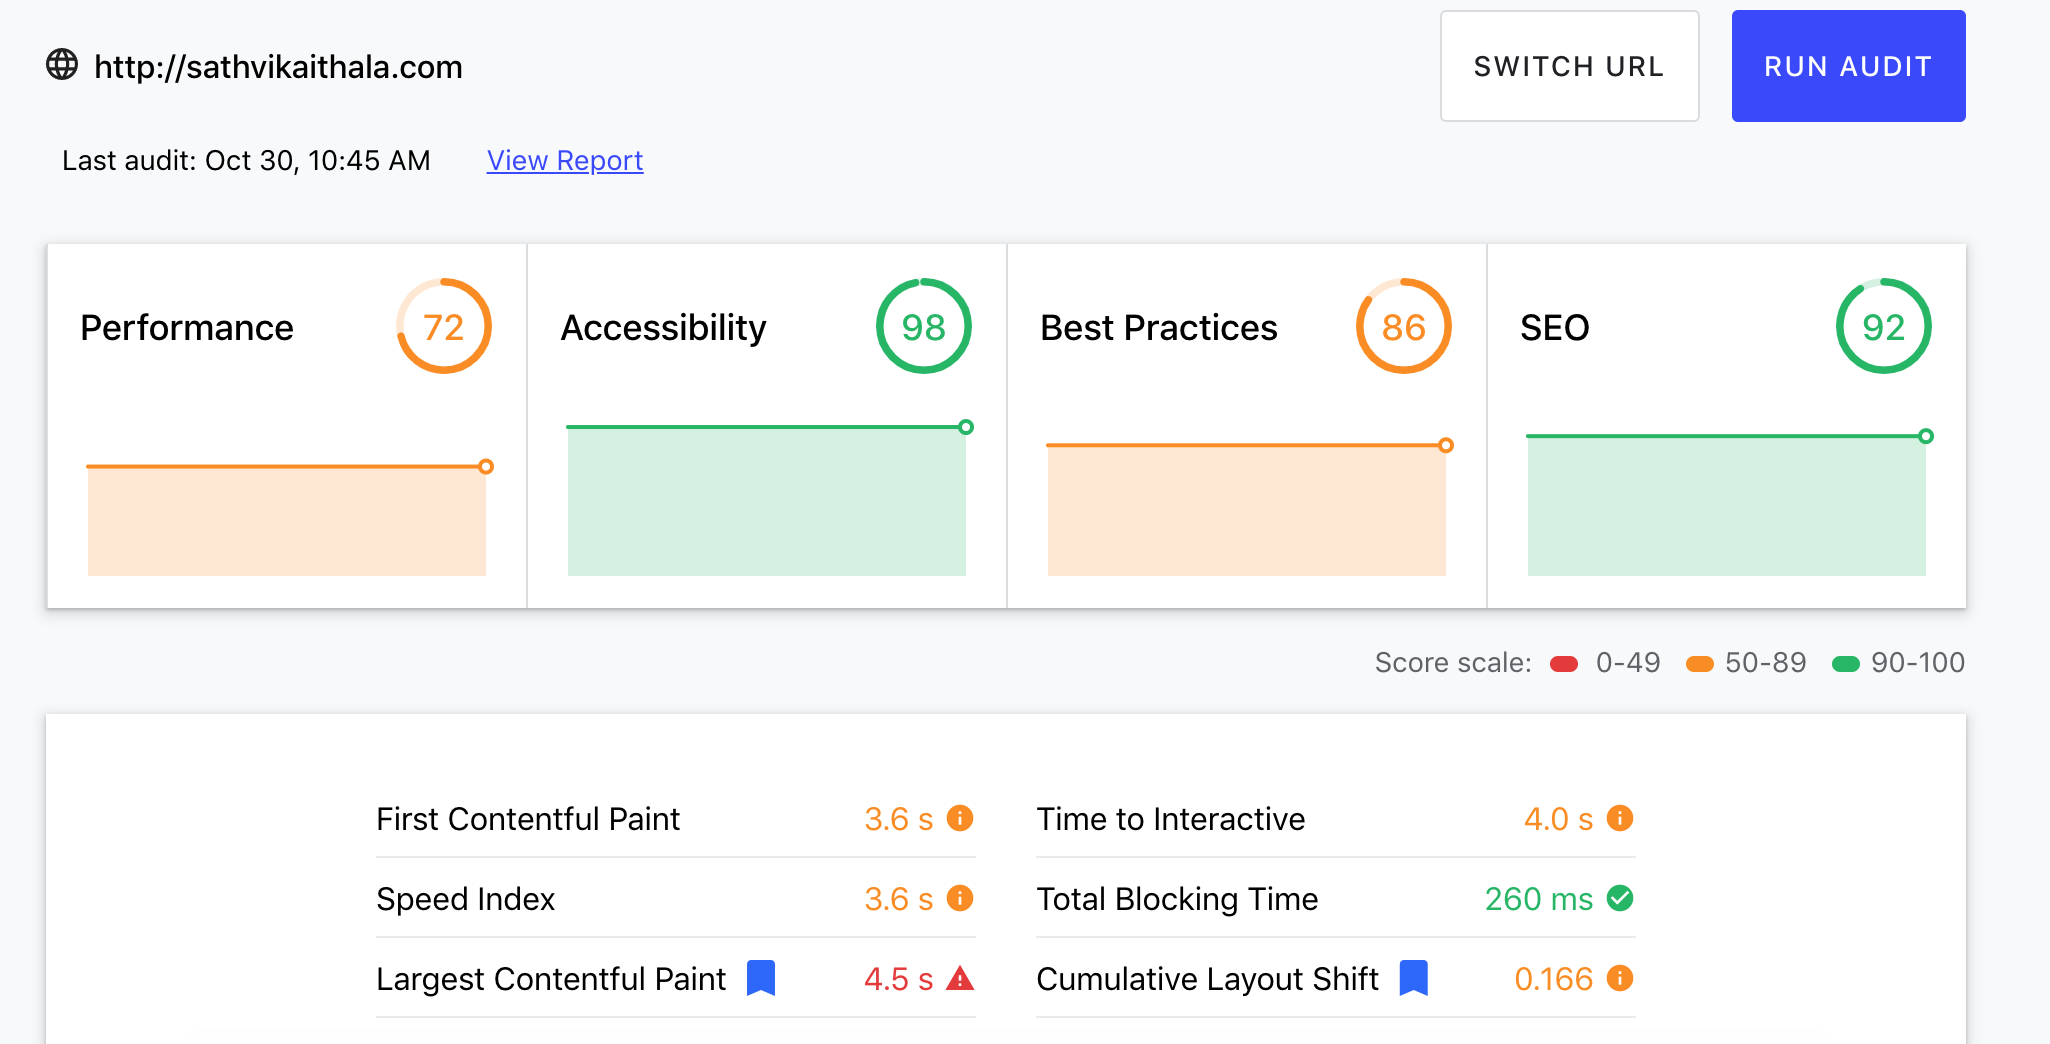 http://sathvikaithala.com
SWITCH URL
RUN AUDIT
Last audit: Oct 30, 10:45 AM
View Report
Performance
72
Accessibility
98
Best Practices
86
SEO
92
Score scale: 0-49 50-89 90-100
First Contentful Paint 3.6 s
Time to Interactive 4.0 s
Speed Index 3.6 s
Total Blocking Time 260 ms
Largest Contentful Paint 4.5 s
Cumulative Layout Shift 0.166